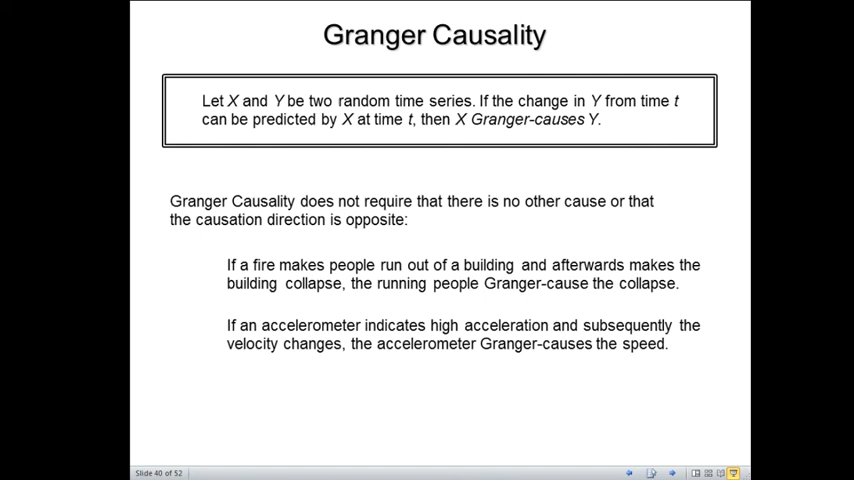 Granger Causality
Let X and Y be two random time series. If the change in Y from time t
can be predicted by X at time t, then X Granger-causes Y.
Granger Causality does not require that there is no other cause or that
the causation direction is opposite:
If a fire makes people run out of a building and afterwards makes the
building collapse, the running people Granger-cause the collapse.
If an accelerometer indicates high acceleration and subsequently the
velocity changes, the accelerometer Granger-causes the speed.
Slide 40 of 52